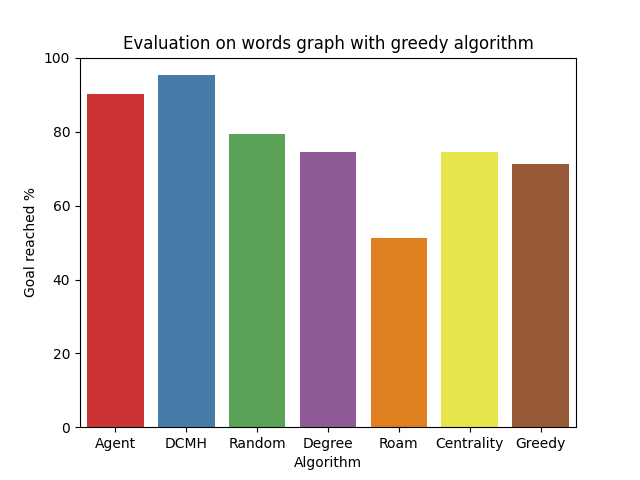 Evaluation on words graph with greedy algorithm
100
80
60
40
20
0
Goal reached %
Agent DCMH Random Degree Roam Centrality Greedy
Algorithm